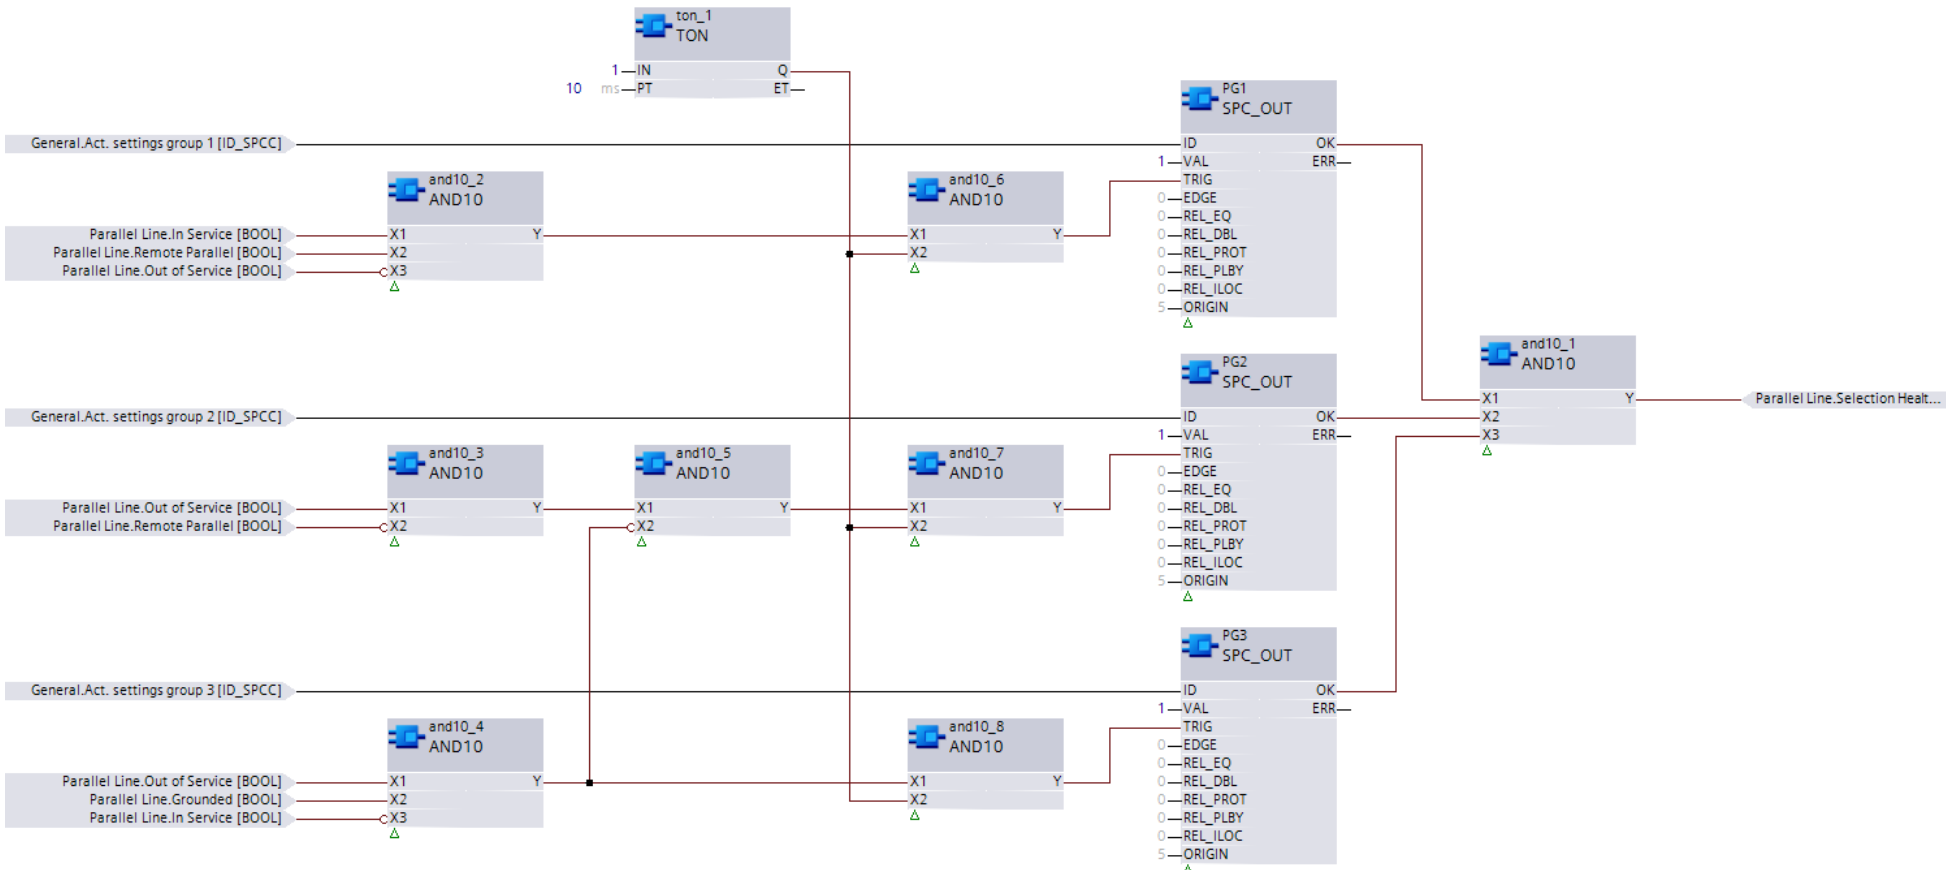 ton_1
TON
1 IN Q
10 ms PT ET
PG1
SPC_OUT
General.Act. settings group 1 [ID_SPCC]
ID OK
1 VAL ERR
TRIG
0 EDGE
0 REL_EQ
0 REL_DBL
0 REL_PROT
0 REL_PLBY
0 REL_ILOC
5 ORIGIN
and10_2
AND10
Parallel Line.In Service [BOOL] X1 Y
Parallel Line.Remote Parallel [BOOL] X2
Parallel Line.Out of Service [BOOL] X3
and10_6
AND10
X1 Y
X2
PG2
SPC_OUT
General.Act. settings group 2 [ID_SPCC]
ID OK
1 VAL ERR
TRIG
0 EDGE
0 REL_EQ
0 REL_DBL
0 REL_PROT
0 REL_PLBY
0 REL_ILOC
5 ORIGIN
and10_1
AND10
X1 Y
X2
X3
Parallel Line.Selection Healt...
and10_3
AND10
Parallel Line.Out of Service [BOOL] X1 Y
Parallel Line.Remote Parallel [BOOL] X2
and10_5
AND10
X1 Y
X2
and10_7
AND10
X1 Y
X2
PG3
SPC_OUT
General.Act. settings group 3 [ID_SPCC]
ID OK
1 VAL ERR
TRIG
0 EDGE
0 REL_EQ
0 REL_DBL
0 REL_PROT
0 REL_PLBY
0 REL_ILOC
5 ORIGIN
and10_4
AND10
Parallel Line.Out of Service [BOOL] X1 Y
Parallel Line.Grounded [BOOL] X2
Parallel Line.In Service [BOOL] X3
and10_8
AND10
X1 Y
X2